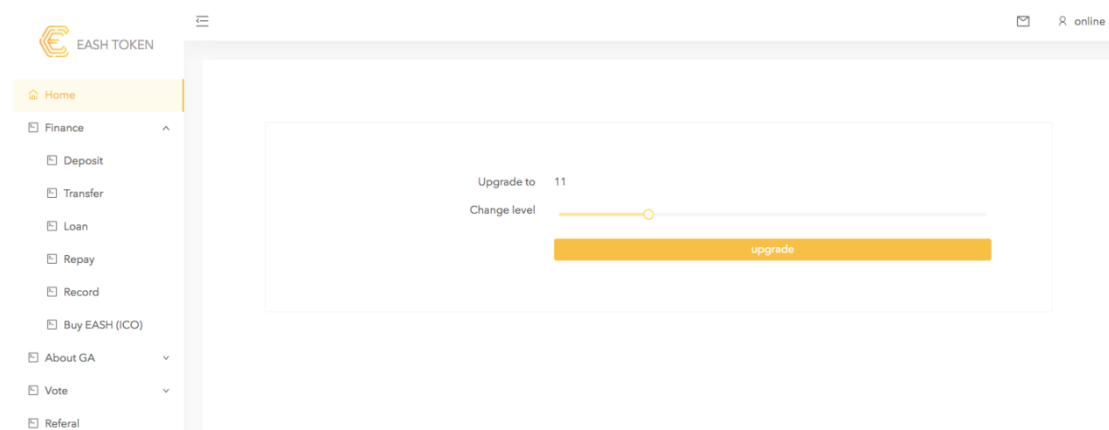 EASH TOKEN
online
Home
Finance
Deposit
Transfer
Loan
Repay
Record
Buy EASH (ICO)
About GA
Vote
Referal
Upgrade to 11
Change level
upgrade